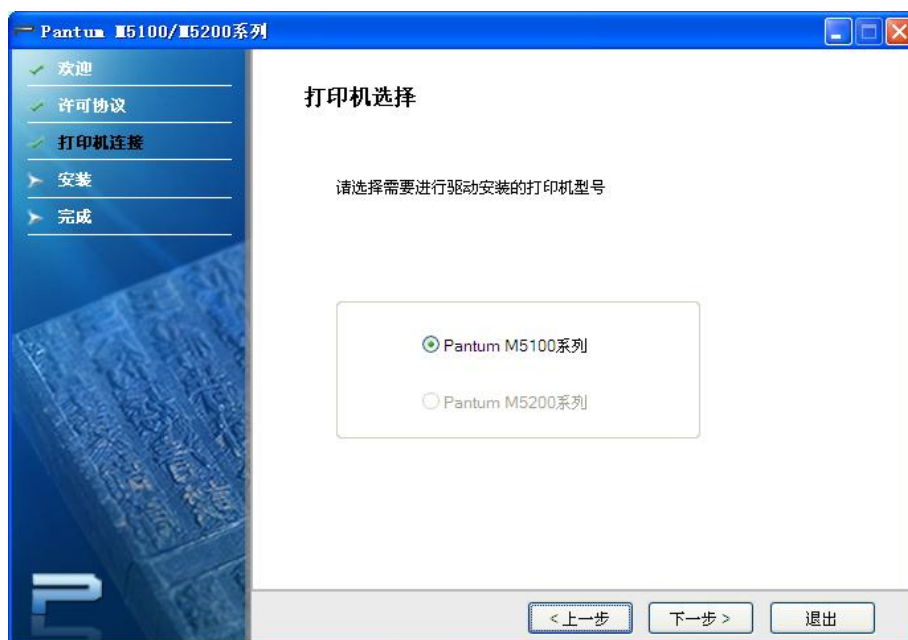 Pantum M5100/M5200系列
欢迎
许可协议
打印机连接
安装
完成
打印机选择
请选择需要进行驱动安装的打印机型号
Pantum M5100系列
Pantum M5200系列
<上一步
下一步>
退出